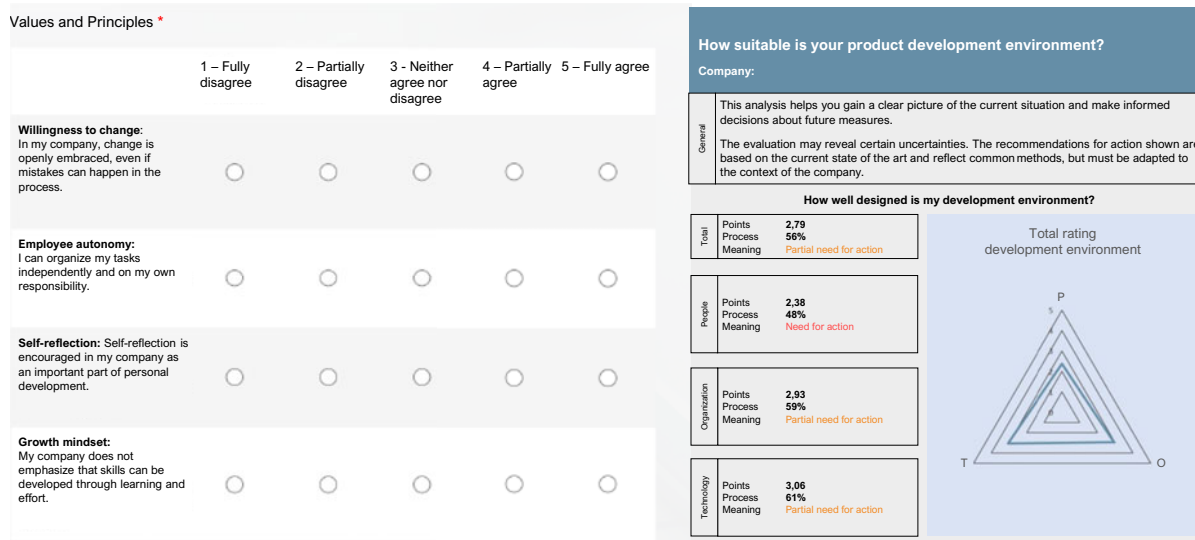 Values and Principles *
1 – Fully disagree
2 – Partially disagree
3 - Neither agree nor disagree
4 – Partially agree
5 – Fully agree
Willingness to change:
In my company, change is
openly embraced, even if
mistakes can happen in the
process.
Employee autonomy:
I can organize my tasks
independently and on my own
responsibility.
Self-reflection: Self-reflection is
encouraged in my company as
an important part of personal
development.
Growth mindset:
My company does not
emphasize that skills can be
developed through learning and
effort.
How suitable is your product development environment?
Company:
General
This analysis helps you gain a clear picture of the current situation and make informed
decisions about future measures.
The evaluation may reveal certain uncertainties. The recommendations for action shown are
based on the current state of the art and reflect common methods, but must be adapted to
the context of the company.
How well designed is my development environment?
Total
Points 2,79
Process 56%
Meaning Partial need for action
People
Points 2,38
Process 48%
Meaning Need for action
Organization
Points 2,93
Process 59%
Meaning Partial need for action
Technology
Points 3,06
Process 61%
Meaning Partial need for action
Total rating
development environment
P
5
4
3
2
1
0
T
O